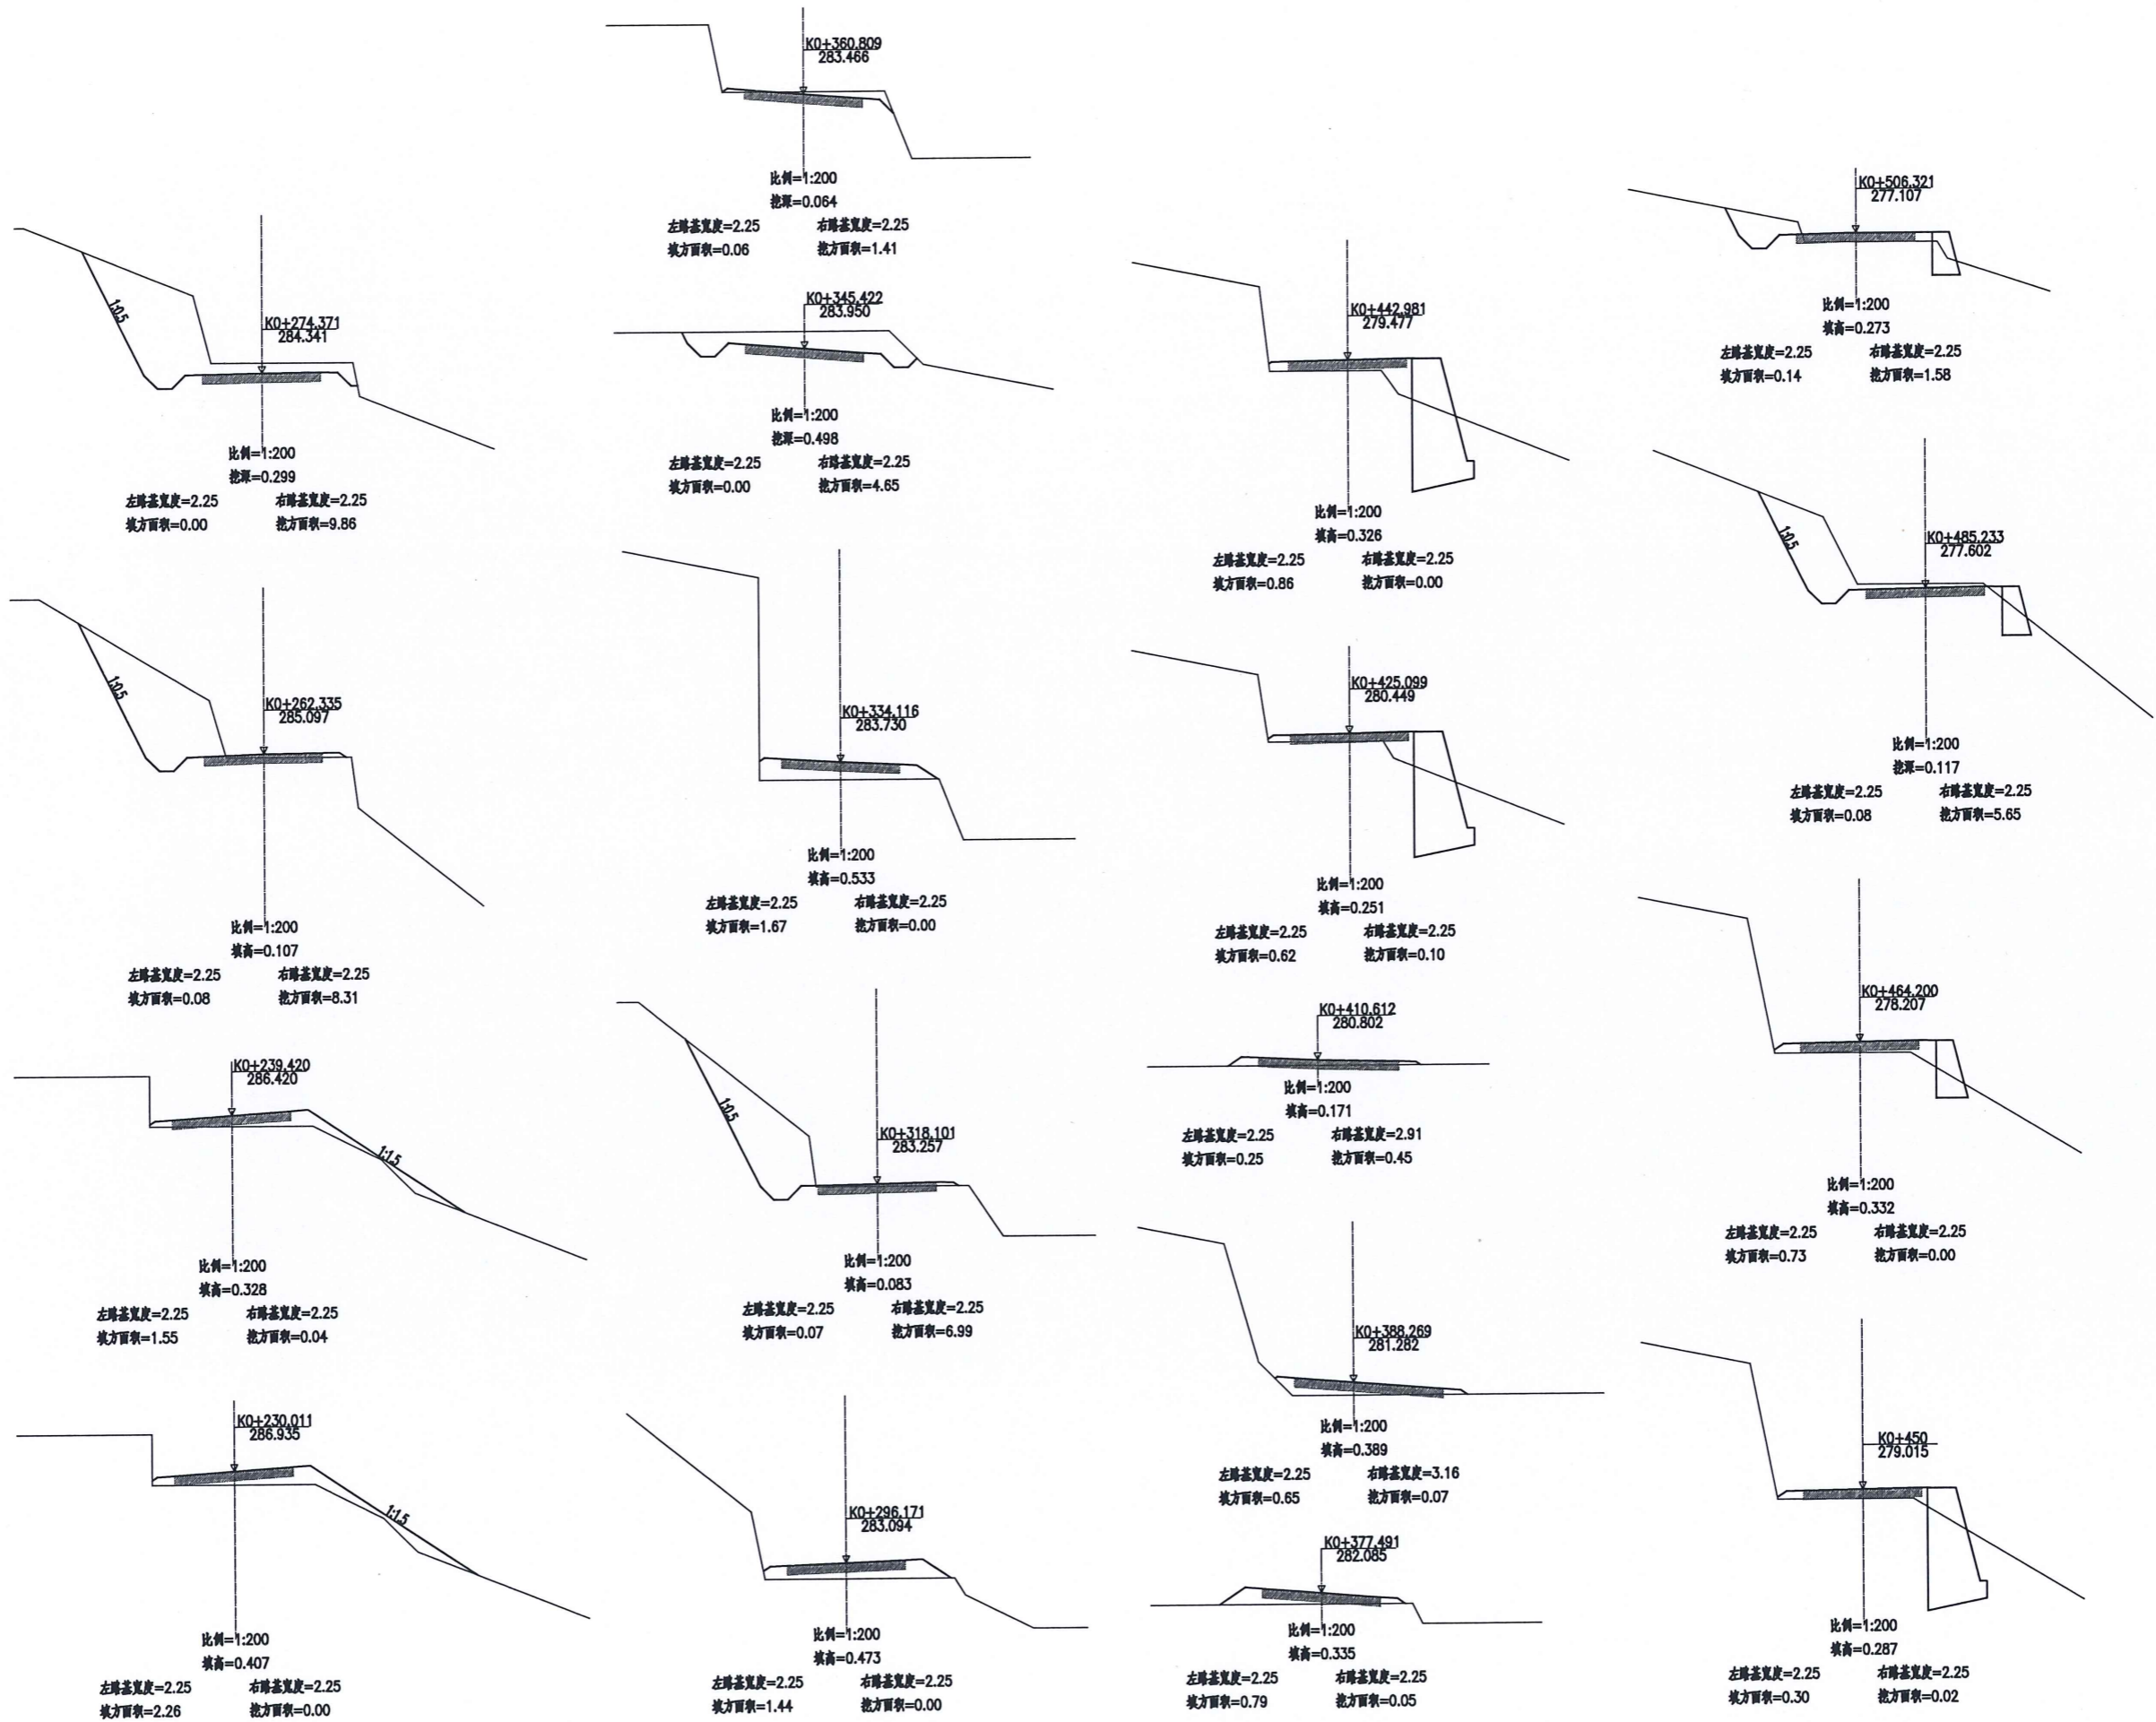 K0+274.371
284.341
1:0.5
比例=1:200
挖深=0.299
左路基宽度=2.25 右路基宽度=2.25
填方面积=0.00 挖方面积=9.86
K0+262.335
285.097
1:0.5
比例=1:200
填高=0.107
左路基宽度=2.25 右路基宽度=2.25
填方面积=0.08 挖方面积=8.31
K0+239.420
286.420
1:1.5
比例=1:200
填高=0.328
左路基宽度=2.25 右路基宽度=2.25
填方面积=1.55 挖方面积=0.04
K0+230.011
286.935
1:1.5
比例=1:200
填高=0.407
左路基宽度=2.25 右路基宽度=2.25
填方面积=2.26 挖方面积=0.00
K0+360.809
283.466
比例=1:200
挖深=0.064
左路基宽度=2.25 右路基宽度=2.25
填方面积=0.06 挖方面积=1.41
K0+345.422
283.950
比例=1:200
挖深=0.498
左路基宽度=2.25 右路基宽度=2.25
填方面积=0.00 挖方面积=4.65
K0+334.116
283.730
比例=1:200
填高=0.533
左路基宽度=2.25 右路基宽度=2.25
填方面积=1.67 挖方面积=0.00
K0+318.101
283.257
1:0.5
比例=1:200
填高=0.083
左路基宽度=2.25 右路基宽度=2.25
填方面积=0.07 挖方面积=6.99
K0+296.171
283.094
比例=1:200
填高=0.473
左路基宽度=2.25 右路基宽度=2.25
填方面积=1.44 挖方面积=0.00
K0+442.981
279.477
比例=1:200
填高=0.326
左路基宽度=2.25 右路基宽度=2.25
填方面积=0.86 挖方面积=0.00
K0+425.099
280.449
比例=1:200
填高=0.251
左路基宽度=2.25 右路基宽度=2.25
填方面积=0.62 挖方面积=0.10
K0+410.612
280.802
比例=1:200
填高=0.171
左路基宽度=2.25 右路基宽度=2.91
填方面积=0.25 挖方面积=0.45
K0+388.269
281.282
比例=1:200
填高=0.389
左路基宽度=2.25 右路基宽度=3.16
填方面积=0.65 挖方面积=0.07
K0+377.491
282.085
比例=1:200
填高=0.335
左路基宽度=2.25 右路基宽度=2.25
填方面积=0.79 挖方面积=0.05
K0+506.321
277.107
比例=1:200
填高=0.273
左路基宽度=2.25 右路基宽度=2.25
填方面积=0.14 挖方面积=1.58
K0+485.233
277.602
1:0.5
比例=1:200
挖深=0.117
左路基宽度=2.25 右路基宽度=2.25
填方面积=0.08 挖方面积=5.65
K0+464.200
278.207
比例=1:200
填高=0.332
左路基宽度=2.25 右路基宽度=2.25
填方面积=0.73 挖方面积=0.00
K0+450
279.015
比例=1:200
填高=0.287
左路基宽度=2.25 右路基宽度=2.25
填方面积=0.30 挖方面积=0.02